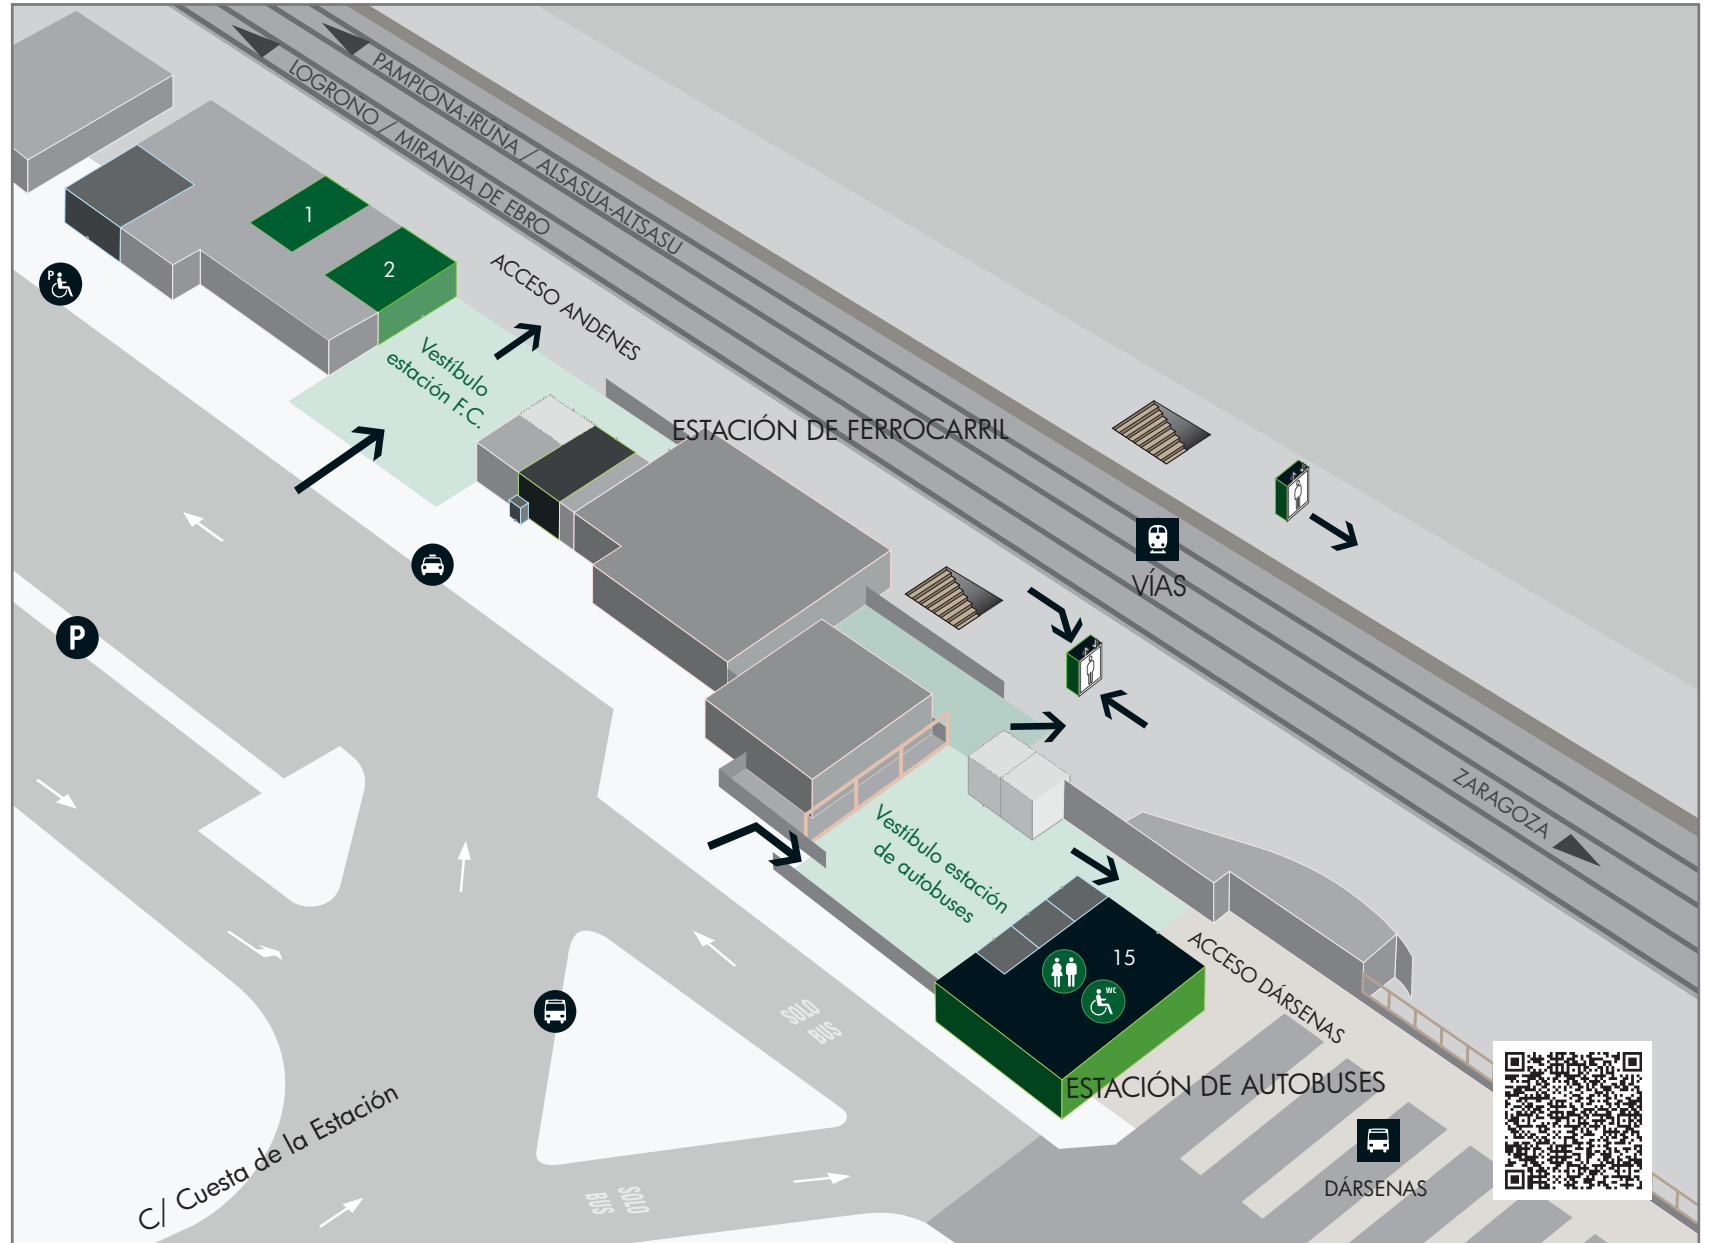 PAMPLONA-IRUÑA / ALSASUA-ALTSASU
LOGROÑO / MIRANDA DE EBRO
1
2
P
ACCESO ANDENES
Vestíbulo
estación F.C.
ESTACIÓN DE FERROCARRIL
VÍAS
P
ZARAGOZA
Vestíbulo estación
de autobuses
15
WC
ACCESO DÁRSENAS
SOLO
BUS
ESTACIÓN DE AUTOBUSES
DÁRSENAS
C/ Cuesta de la Estación
SOLO
BUS